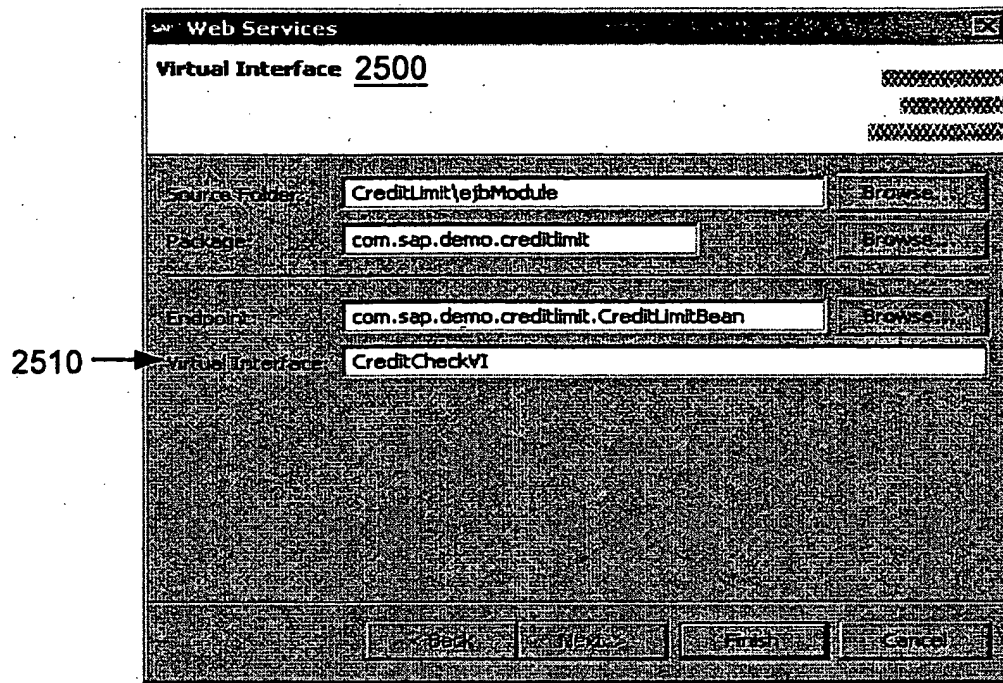 SAP Web Services
Virtual Interface 2500
Source Folder: CreditLimit\ejbModule Browse...
Package: com.sap.demo.creditlimit Browse...
Endpoint: com.sap.demo.creditlimit.CreditLimitBean Browse...
2510 Virtual Interface: CreditCheckVI
< Back Next > Finish Cancel